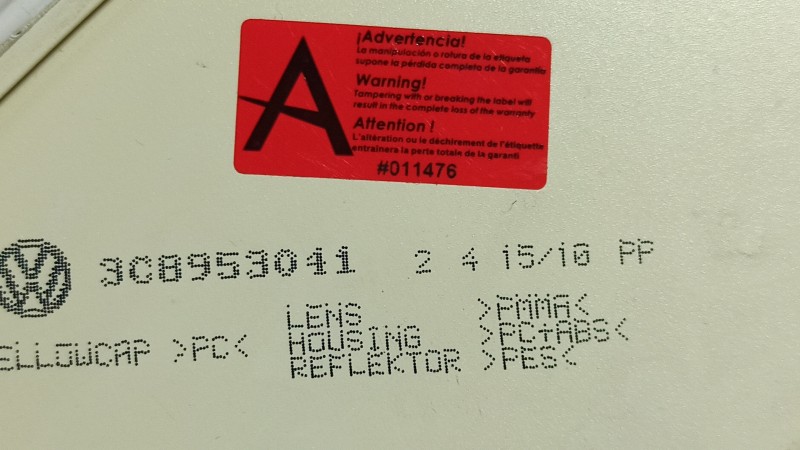 ¡Advertencia!
La manipulación o rotura de la etiqueta
supone la pérdida completa de la garantía
Warning!
Tampering with or breaking the label will
result in the complete loss of the warranty
Attention !
L'altération ou le déchirement de l'étiquette
entraînera la perte totale de la garanti
#011476
3C8953041 2 4 15/10 PP
LENS >PMMA<
ELLOWCAP >PC< HOUSING >PC+ABS<
REFLEKTOR >PES<